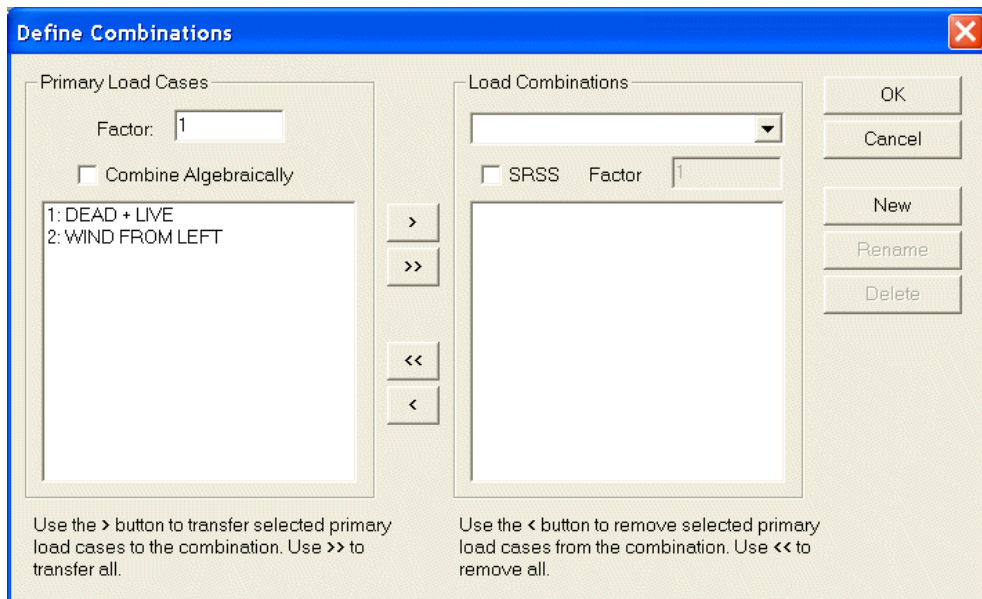 Define Combinations
Primary Load Cases
Factor: 1
Combine Algebraically
1: DEAD + LIVE
2: WIND FROM LEFT
>
>>
<<
<
Load Combinations
SRSS Factor 1
OK
Cancel
New
Rename
Delete
Use the > button to transfer selected primary
load cases to the combination. Use >> to
transfer all.
Use the < button to remove selected primary
load cases from the combination. Use << to
remove all.